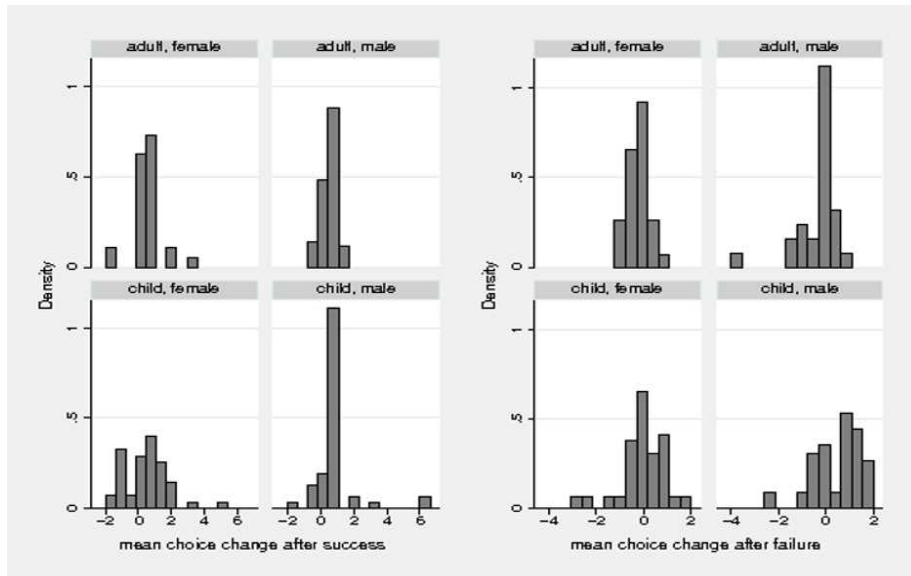 adult, female
adult, male
adult, female
adult, male
1
.5
0
1
.5
0
child, female
child, male
child, female
child, male
Density
Density
1
.5
0
1
.5
0
-2 0 2 4 6
-2 0 2 4 6
-4 -2 0 2
-4 -2 0 2
mean choice change after success
mean choice change after failure